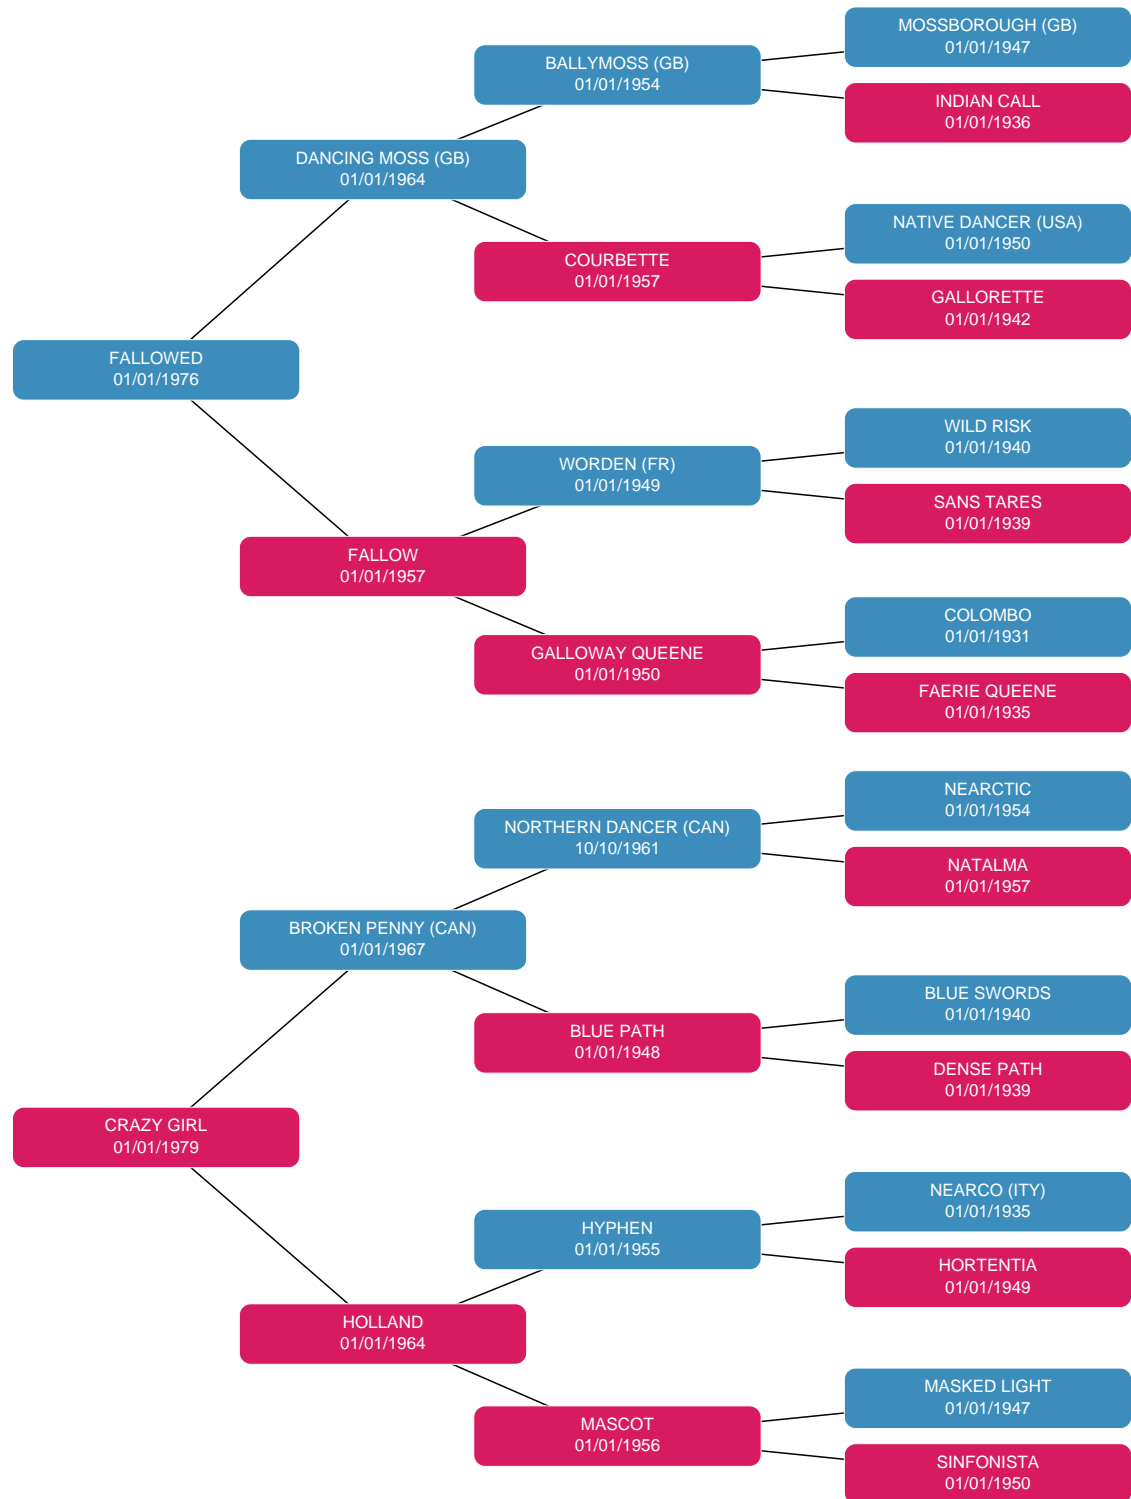 MOSSBOROUGH (GB)
01/01/1947
BALLYMOSS (GB)
01/01/1954
INDIAN CALL
01/01/1936
DANCING MOSS (GB)
01/01/1964
NATIVE DANCER (USA)
01/01/1950
COURBETTE
01/01/1957
GALLORETTE
01/01/1942
FALLOWED
01/01/1976
WILD RISK
01/01/1940
WORDEN (FR)
01/01/1949
SANS TARES
01/01/1939
FALLOW
01/01/1957
COLOMBO
01/01/1931
GALLOWAY QUEENE
01/01/1950
FAERIE QUEENE
01/01/1935
NEARCTIC
01/01/1954
NORTHERN DANCER (CAN)
10/10/1961
NATALMA
01/01/1957
BROKEN PENNY (CAN)
01/01/1967
BLUE SWORDS
01/01/1940
BLUE PATH
01/01/1948
DENSE PATH
01/01/1939
CRAZY GIRL
01/01/1979
NEARCO (ITY)
01/01/1935
HYPHEN
01/01/1955
HORTENTIA
01/01/1949
HOLLAND
01/01/1964
MASKED LIGHT
01/01/1947
MASCOT
01/01/1956
SINFONISTA
01/01/1950